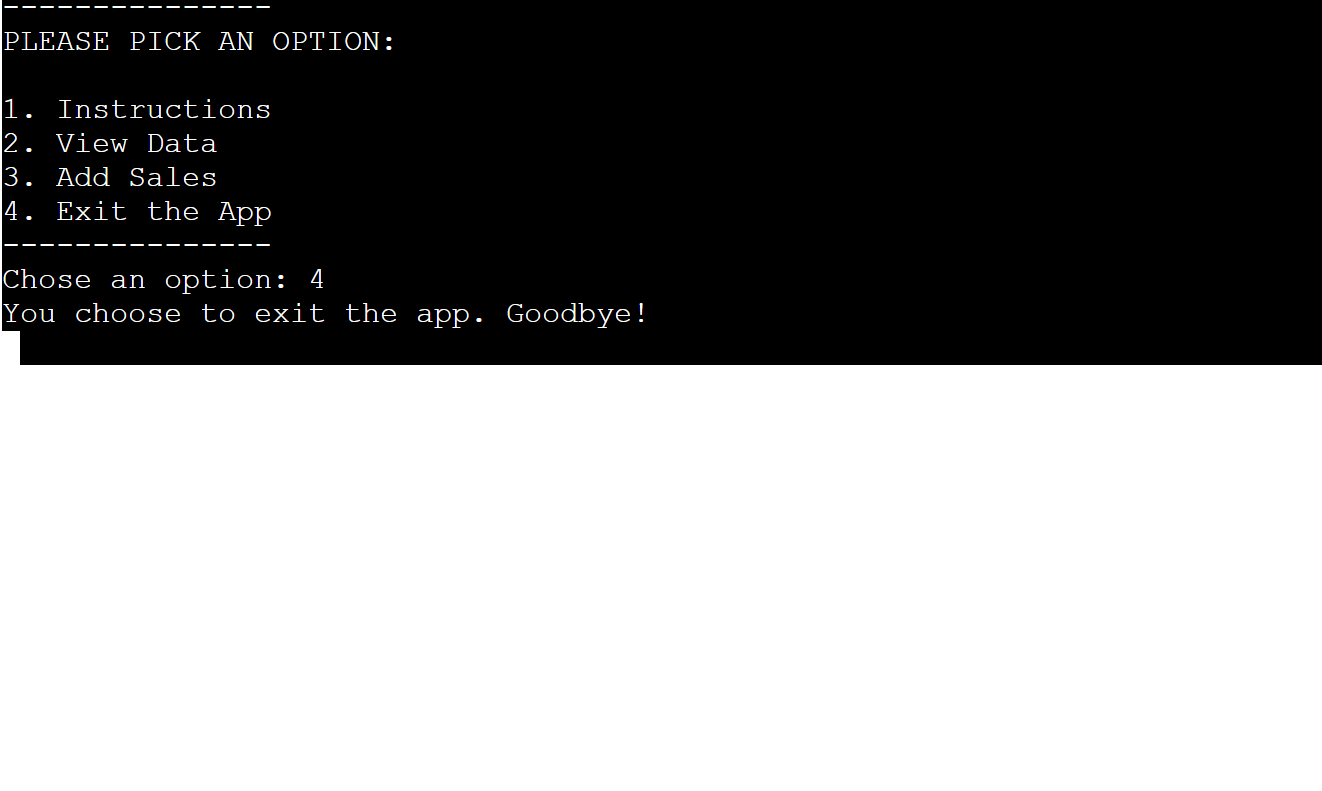 ---------------
PLEASE PICK AN OPTION:
1. Instructions
2. View Data
3. Add Sales
4. Exit the App
---------------
Chose an option: 4
You choose to exit the app. Goodbye!